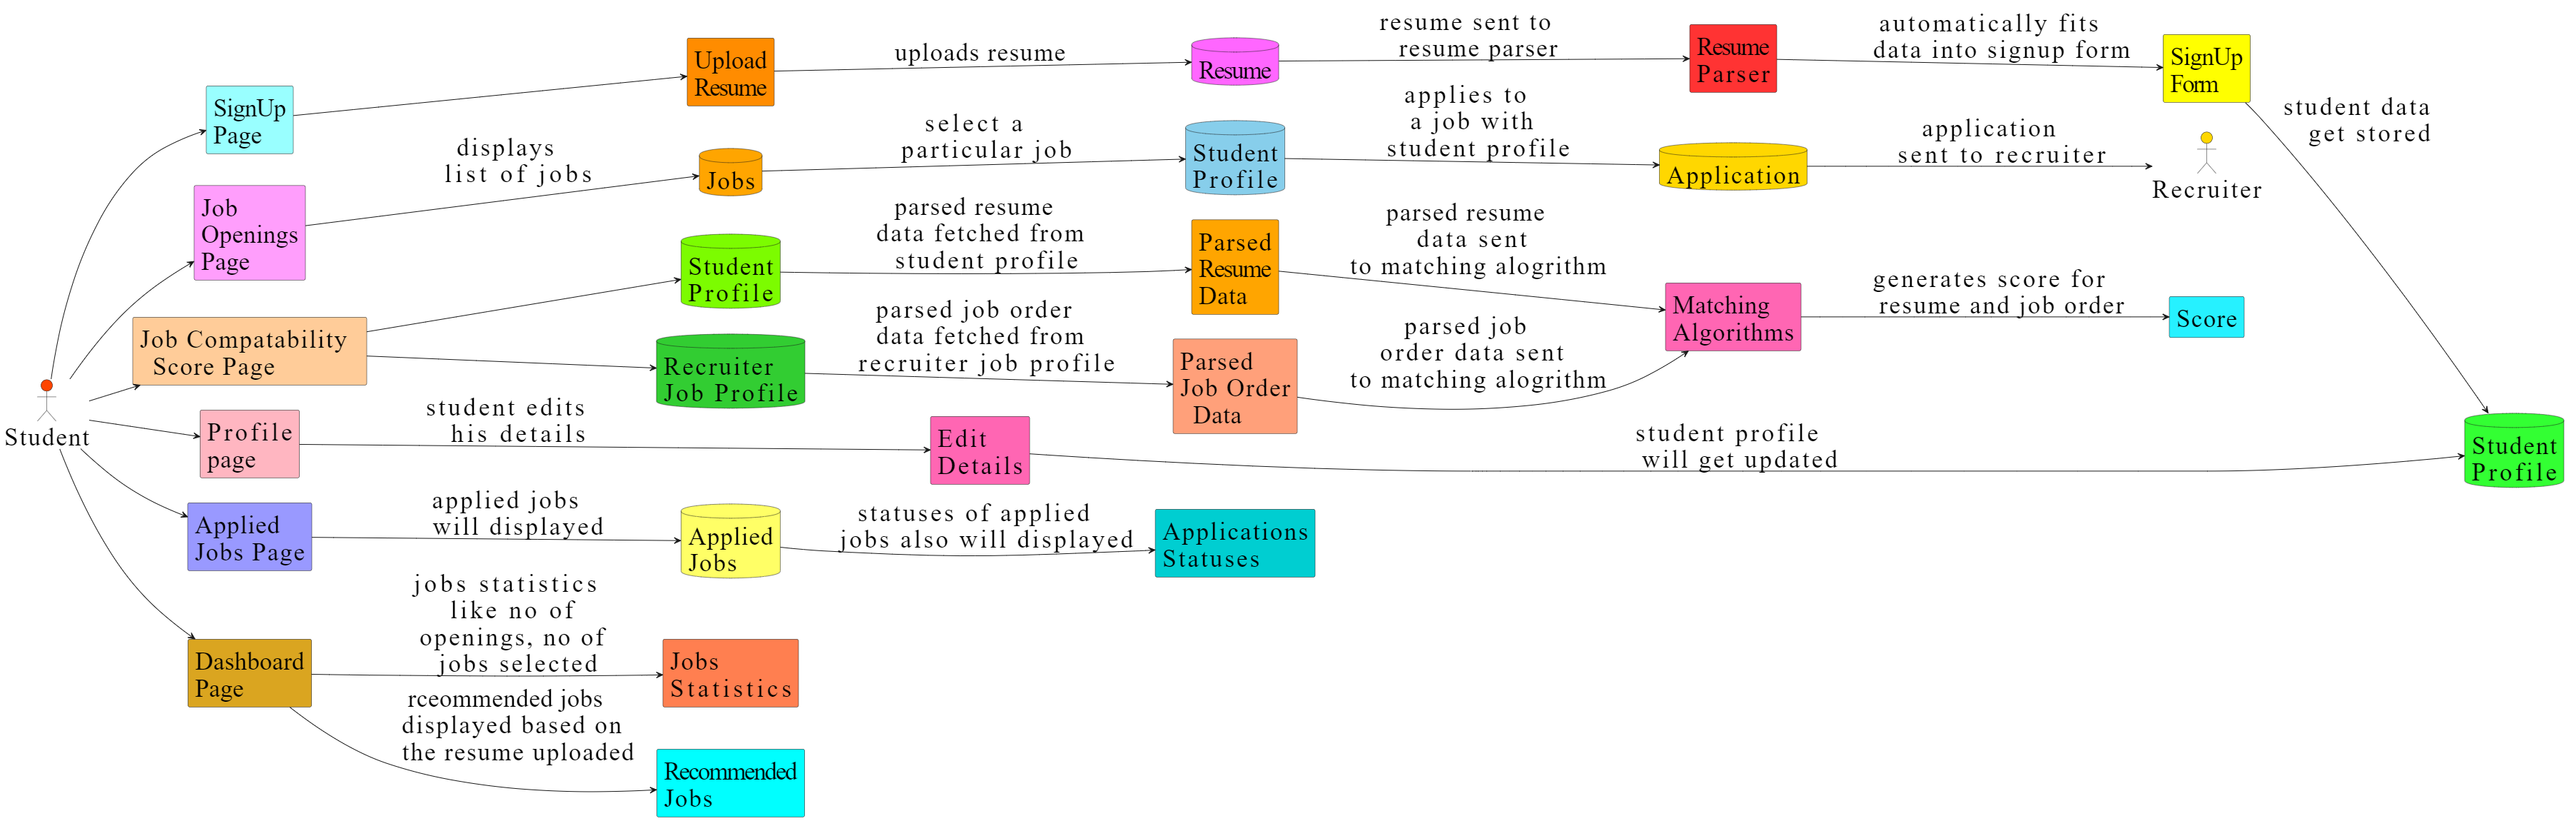 SignUp
Page
Upload
Resume
uploads resume
Resume
resume sent to
resume parser
Resume
Parser
automatically fits
data into signup form
SignUp
Form
student data
get stored
Job
Openings
Page
displays
list of jobs
Jobs
select a
particular job
Student
Profile
applies to
a job with
student profile
Application
application
sent to recruiter
Recruiter
Job Compatability
Score Page
Student
Profile
parsed resume
data fetched from
student profile
Parsed
Resume
Data
parsed resume
data sent
to matching alogrithm
Recruiter
Job Profile
parsed job order
data fetched from
recruiter job profile
Parsed
Job Order
Data
parsed job
order data sent
to matching alogrithm
Matching
Algorithms
generates score for
resume and job order
Score
Student
Profile
page
student edits
his details
Edit
Details
student profile
will get updated
Student
Profile
Applied
Jobs Page
applied jobs
will displayed
Applied
Jobs
statuses of applied
jobs also will displayed
Applications
Statuses
Dashboard
Page
jobs statistics
like no of
openings, no of
jobs selected
Jobs
Statistics
rceommended jobs
displayed based on
the resume uploaded
Recommended
Jobs